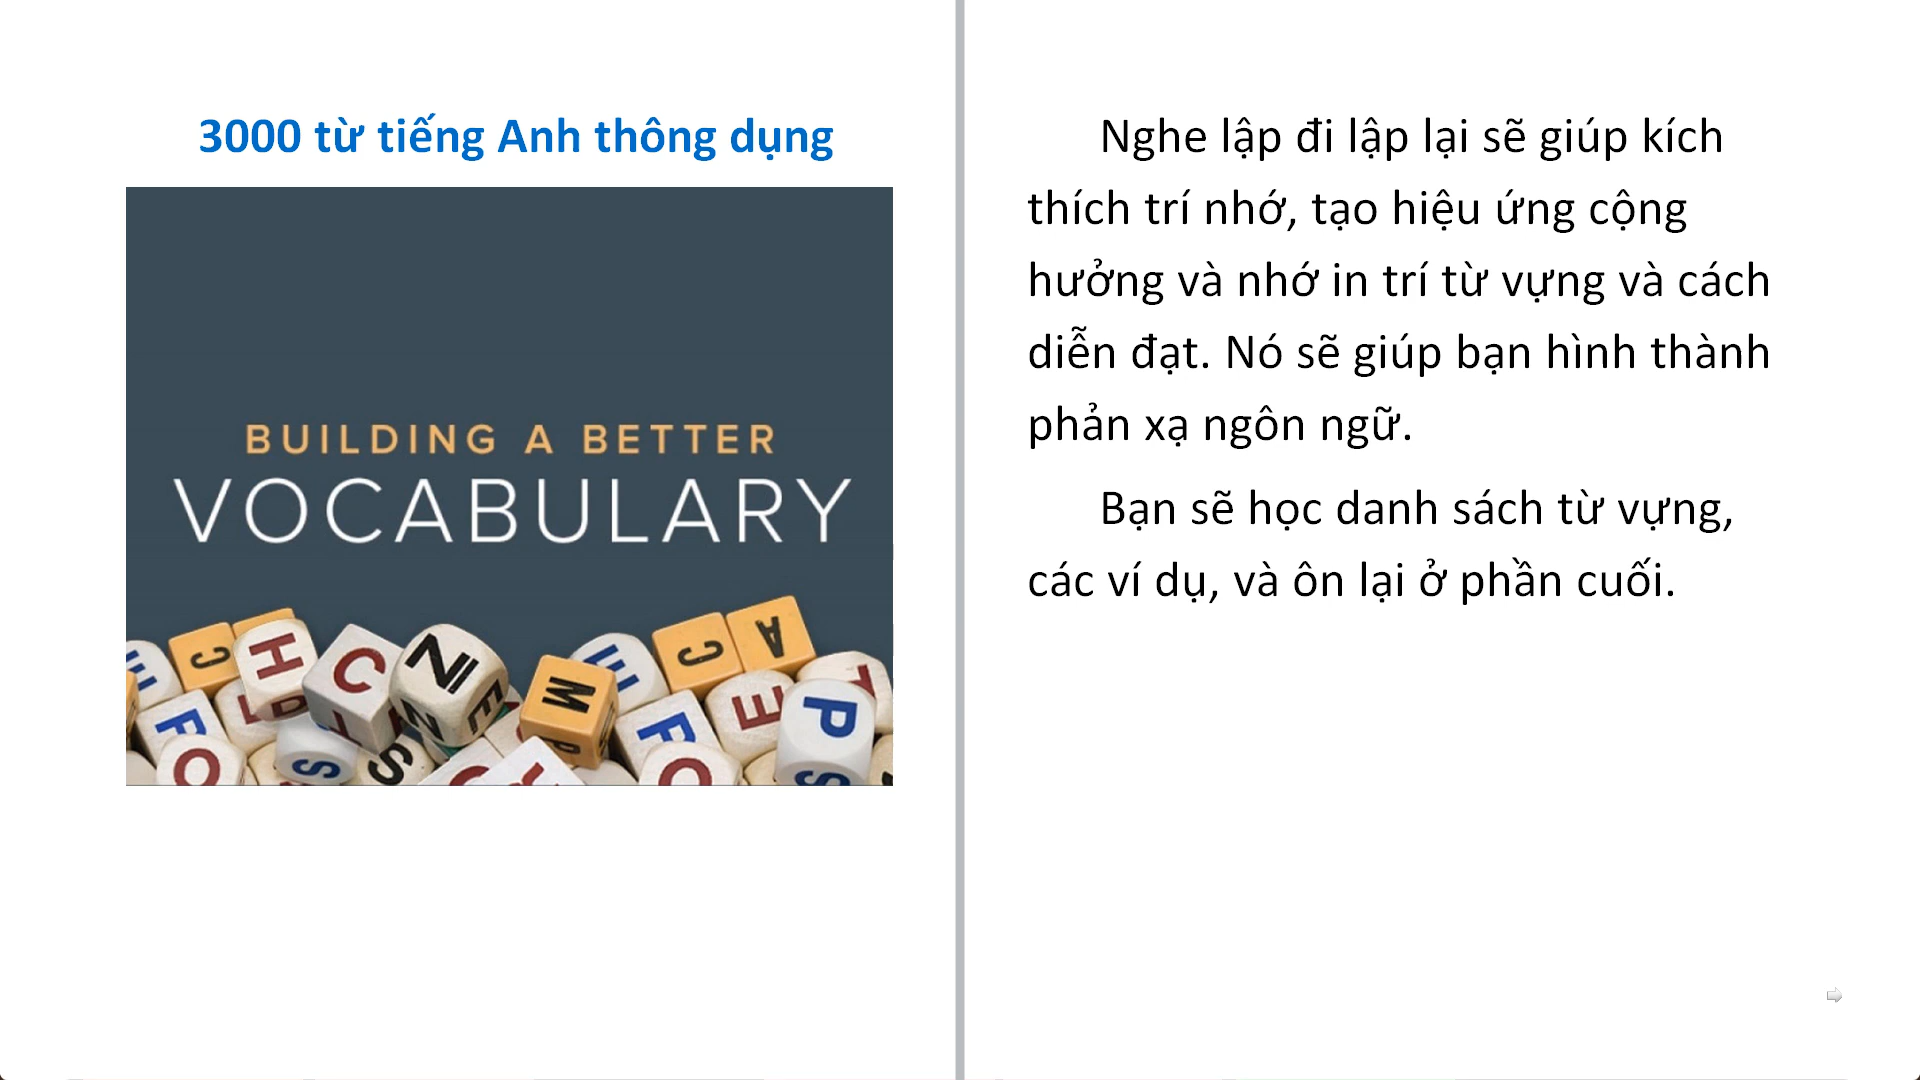 3000 từ tiếng Anh thông dụng
BUILDING A BETTER
VOCABULARY
Nghe lập đi lập lại sẽ giúp kích
thích trí nhớ, tạo hiệu ứng cộng
hưởng và nhớ in trí từ vựng và cách
diễn đạt. Nó sẽ giúp bạn hình thành
phản xạ ngôn ngữ.
Bạn sẽ học danh sách từ vựng,
các ví dụ, và ôn lại ở phần cuối.